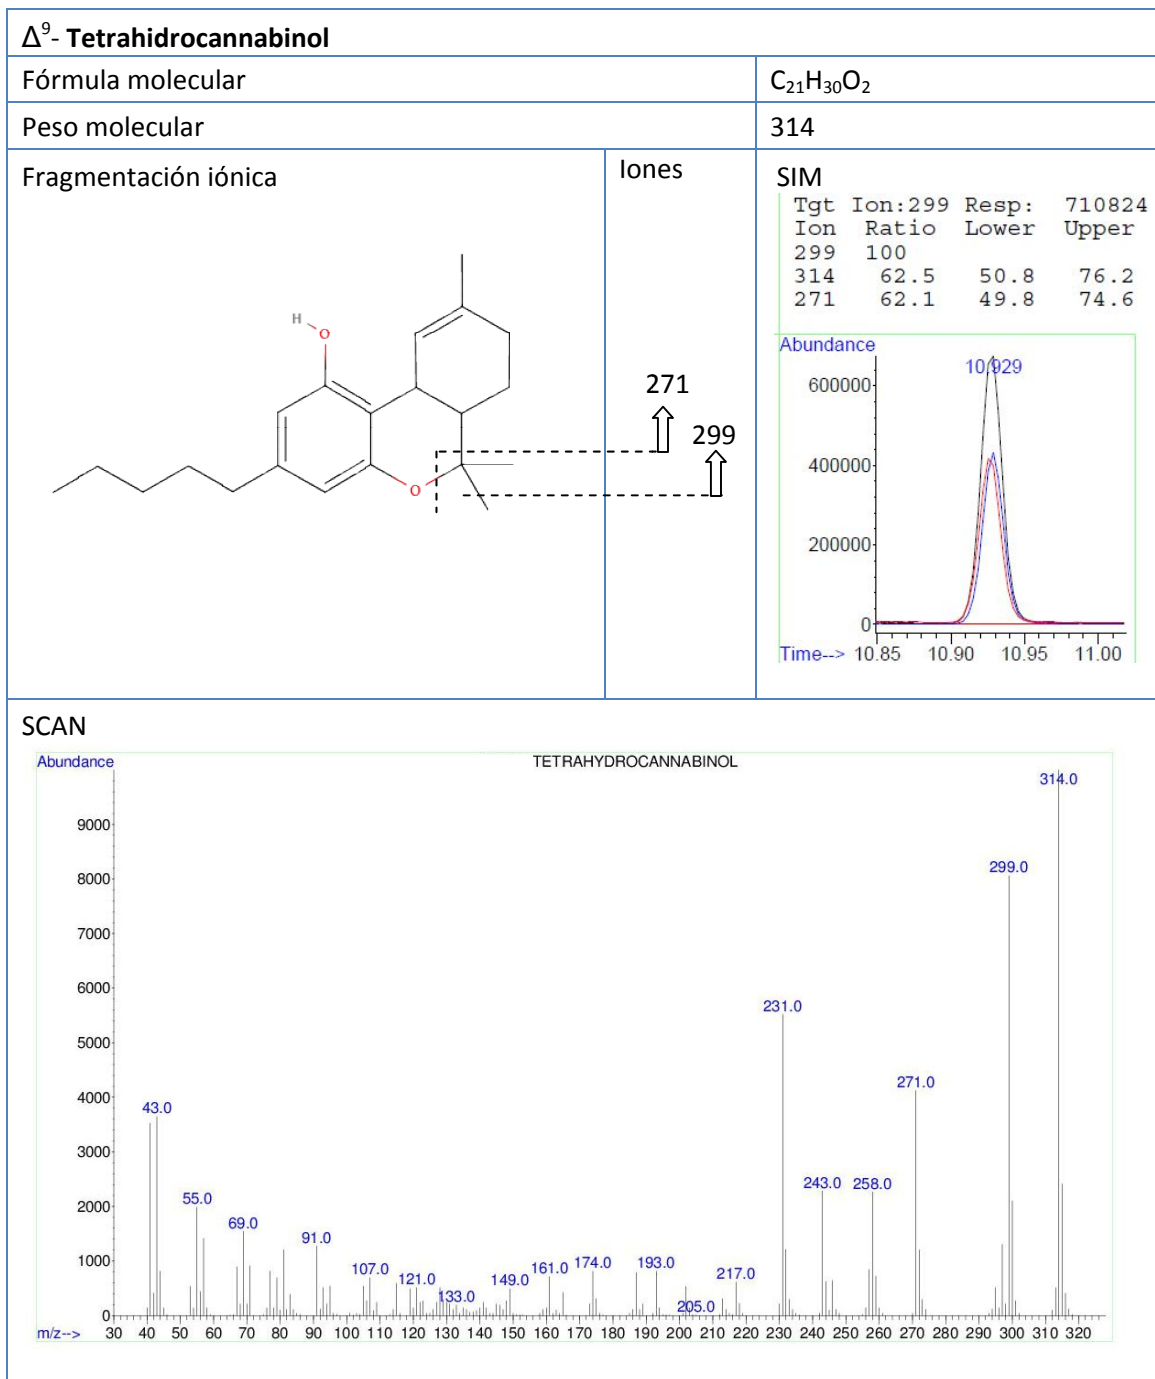 Δ⁹- Tetrahidrocannabinol
Fórmula molecular
C₂₁H₃₀O₂
Peso molecular
314
Fragmentación iónica
Iones
SIM
Tgt Ion:299 Resp: 710824
Ion Ratio Lower Upper
299 100
314 62.5 50.8 76.2
271 62.1 49.8 74.6
H
O
O
271
299
Abundance
10.929
600000
400000
200000
0
Time--> 10.85 10.90 10.95 11.00
SCAN
Abundance
TETRAHYDROCANNABINOL
314.0
9000
299.0
8000
7000
6000
231.0
5000
271.0
4000
43.0
3000
243.0 258.0
55.0
2000
69.0
91.0
1000
107.0 121.0 133.0 149.0 161.0 174.0 193.0 205.0 217.0
0
m/z-->
30 40 50 60 70 80 90 100 110 120 130 140 150 160 170 180 190 200 210 220 230 240 250 260 270 280 290 300 310 320